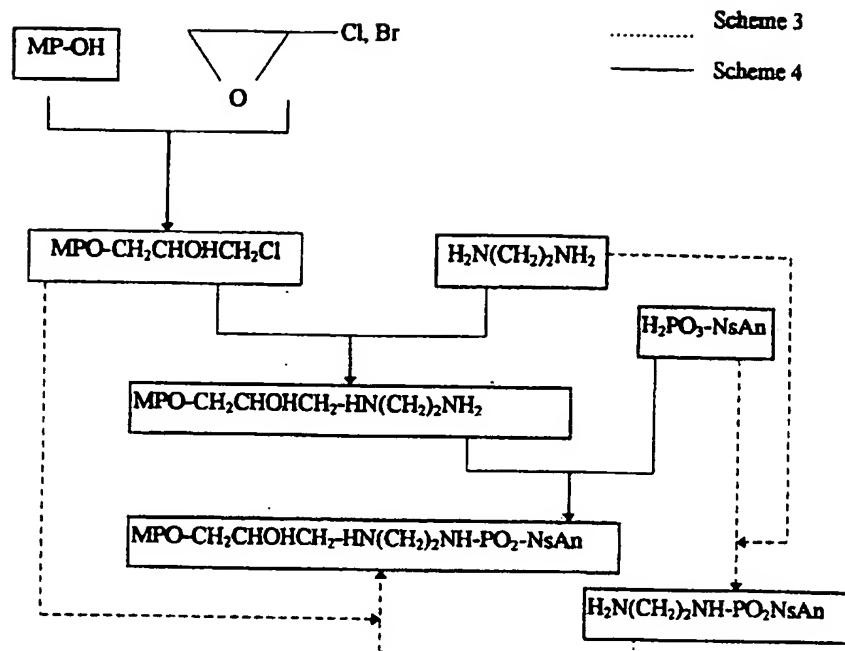 Scheme 3
MP-OH
Cl, Br
Scheme 4
O
MPO-CH₂CHOHCH₂Cl
H₂N(CH₂)₂NH₂
H₂PO₃-NsAn
MPO-CH₂CHOHCH₂-HN(CH₂)₂NH₂
MPO-CH₂CHOHCH₂-HN(CH₂)₂NH-PO₂-NsAn
H₂N(CH₂)₂NH-PO₂NsAn